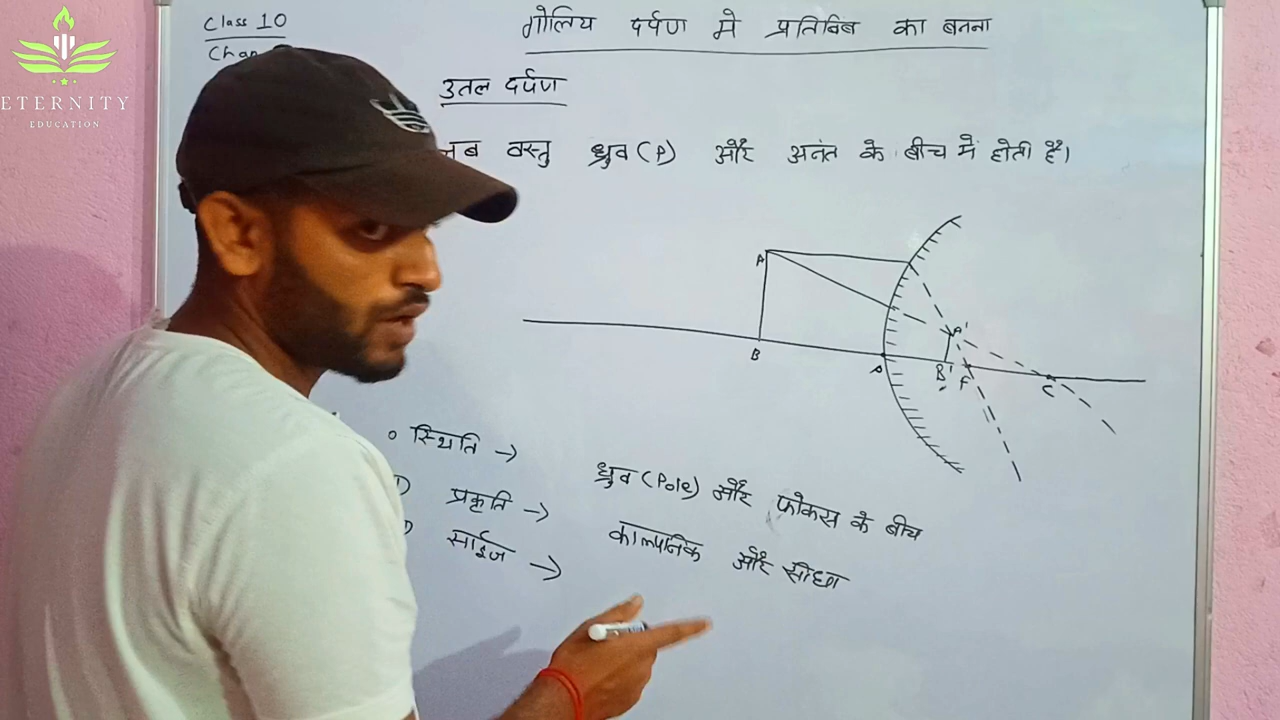 ETERNITY
EDUCATION
Class 10
गोलिय दर्पण मे प्रतिबिंब का बनना
उतल दर्पण
वस्तु ध्रुव (P) और अनंत के बीच में होती है।
A
B
P
A'
B'
F
C
स्थिति → ध्रुव (Pole) और फोकस के बीच
प्रकृति → काल्पनिक और सीधा
साईज →